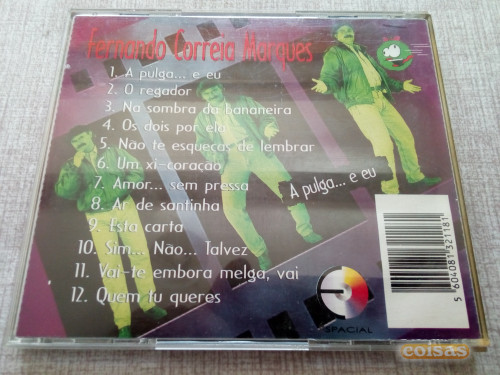 Fernando Correia Marques
1. A pulga... e eu
2. O regador
3. Na sombra da bananeira
4. Os dois por ela
5. Não te esqueças de lembrar
6. Um xi-coração
7. Amor... sem pressa
8. Ar de santinha
9. Esta carta
10. Sim... Não... Talvez
11. Vai-te embora melga, vai
12. Quem tu queres
A pulga... e eu
5 604081 321181
SPACIAL
coisas